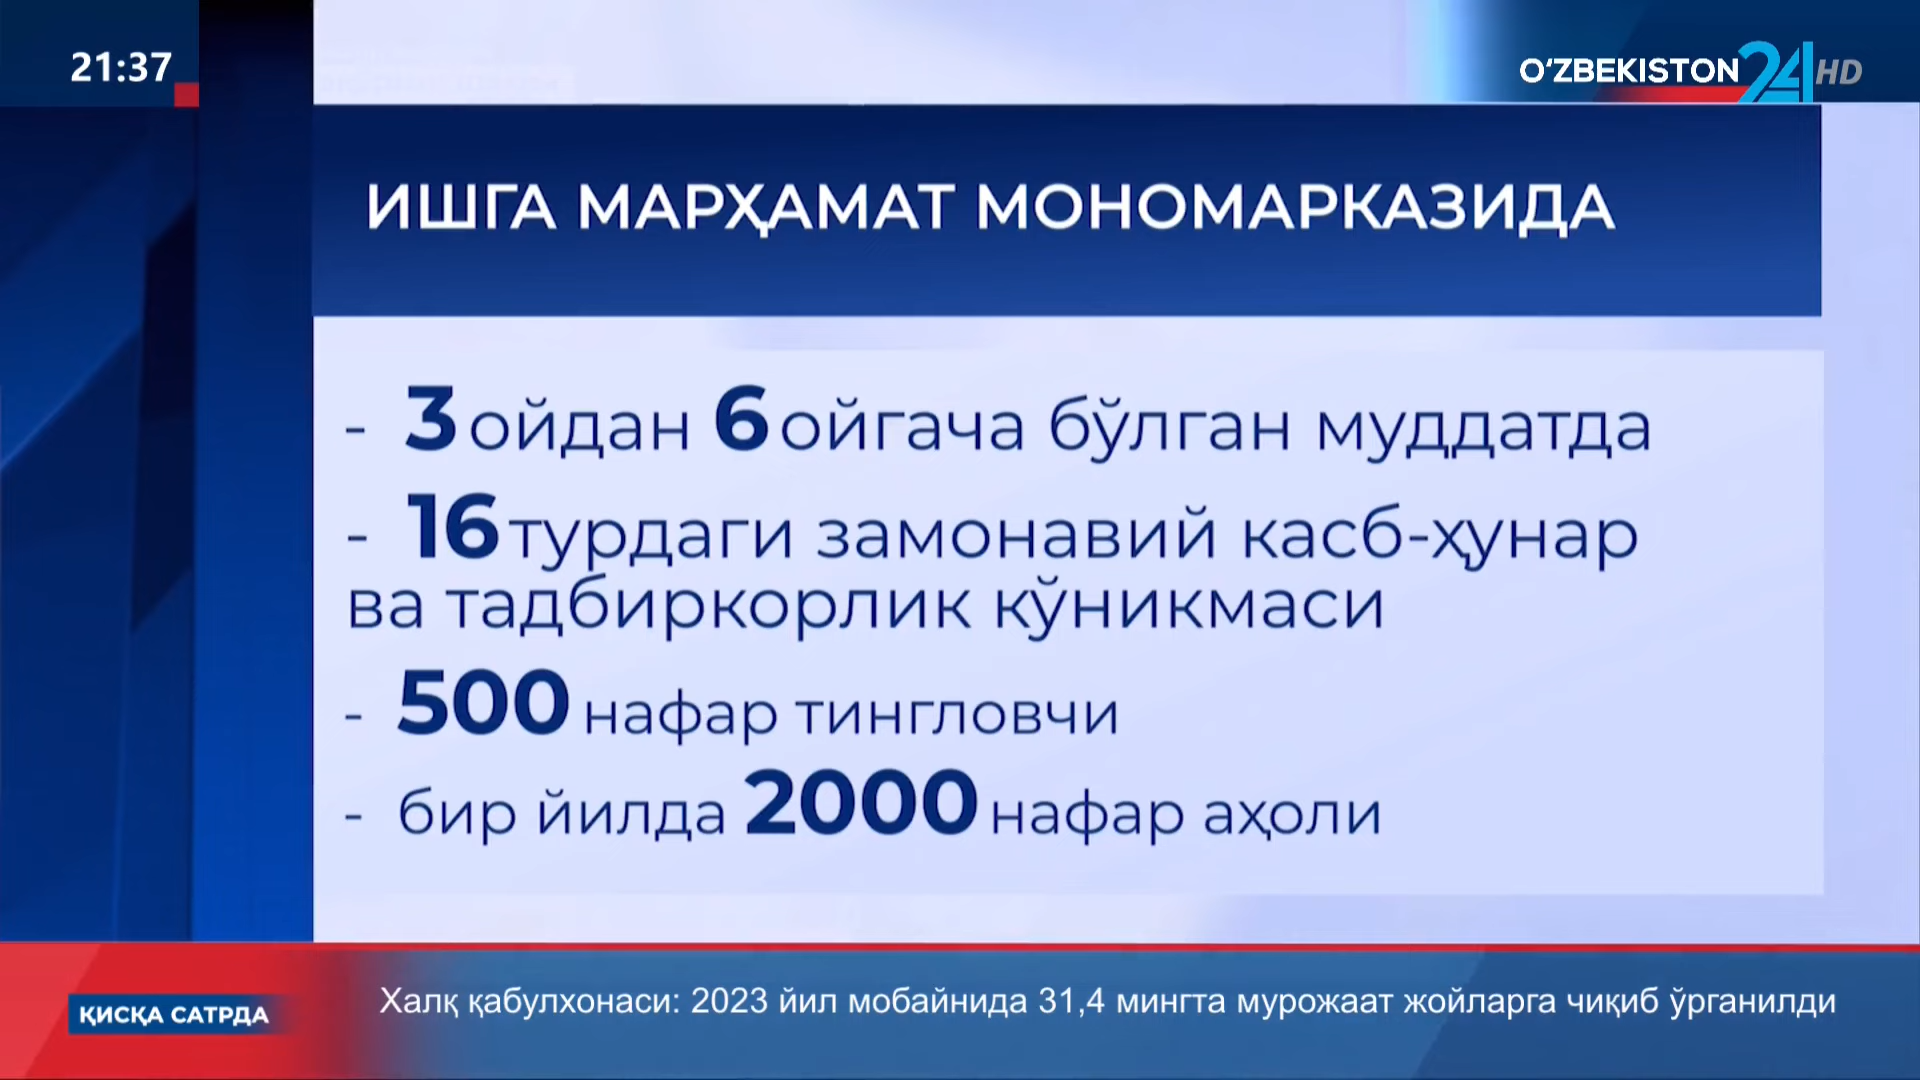 21:37
O‘ZBEKISTON 24 HD
ИШГА МАРҲАМАТ МОНОМАРКАЗИДА
- 3 ойдан 6 ойгача бўлган муддатда
- 16 турдаги замонавий касб-ҳунар
ва тадбиркорлик кўникмаси
- 500 нафар тингловчи
- бир йилда 2000 нафар аҳоли
ҚИСҚА САТРДА
Халқ қабулхонаси: 2023 йил мобайнида 31,4 мингта мурожаат жойларга чиқиб ўрганилди